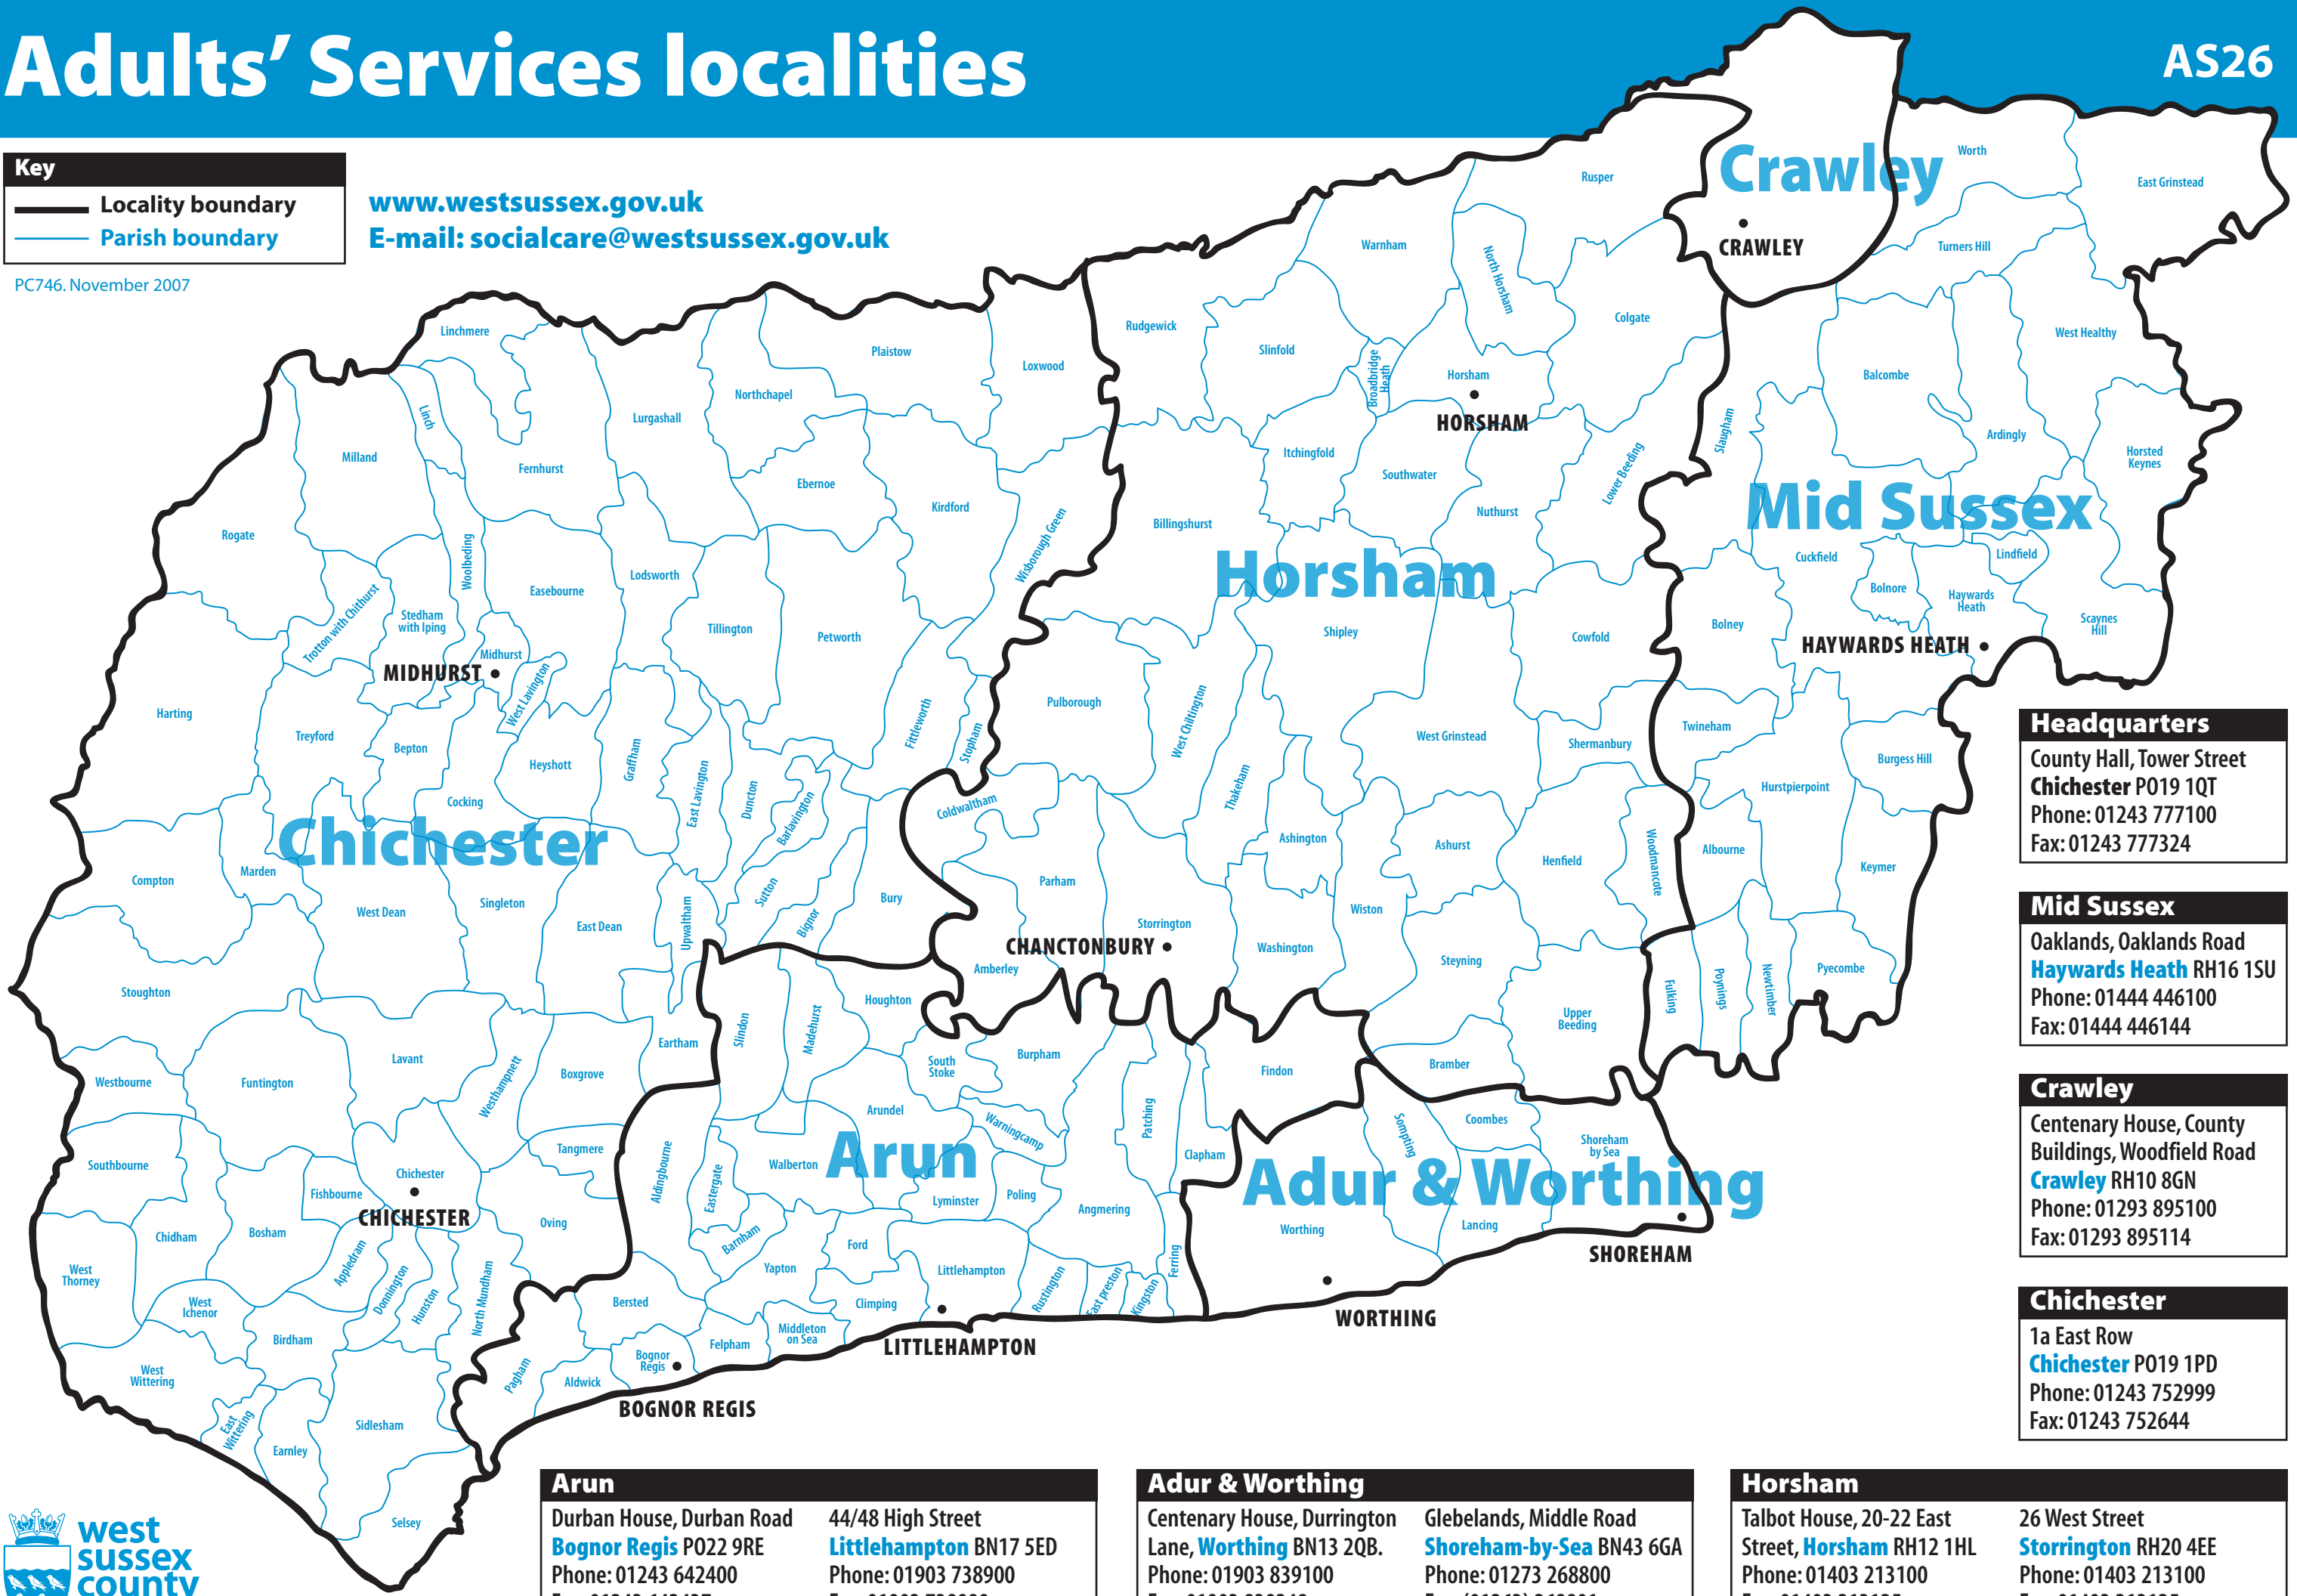 Adults' Services localities
AS26
Key
Locality boundary
Parish boundary
PC746. November 2007
www.westsussex.gov.uk
E-mail: socialcare@westsussex.gov.uk
Crawley
CRAWLEY
Worth
East Grinstead
Turners Hill
Rusper
Warnham
North Horsham
Colgate
Rudgewick
Slinfold
Broadbridge
Heath
Horsham
HORSHAM
Itchingfold
Southwater
Nuthurst
Lower Beeding
Billingshurst
Horsham
Shipley
Cowfold
Pulborough
West Chiltington
Thakeham
West Grinstead
Shermanbury
Coldwaltham
Ashington
Ashurst
Henfield
Woodmancote
Parham
Storrington
CHANCTONBURY
Amberley
Washington
Wiston
Steyning
Upper
Beeding
Bramber
West Healthy
Balcombe
Slaugham
Ardingly
Horsted
Keynes
Mid Sussex
Cuckfield
Lindfield
Bolnore
Haywards
Heath
Scaynes
Hill
HAYWARDS HEATH
Bolney
Twineham
Burgess Hill
Hurstpierpoint
Albourne
Keymer
Fulking
Poynings
Newtimber
Pyecombe
Linchmere
Linch
Milland
Fernhurst
Lurgashall
Northchapel
Plaistow
Loxwood
Ebernoe
Kirdford
Wisborough Green
Rogate
Trotton with Chithurst
Stedham
with Iping
Woolbeding
Easebourne
Lodsworth
Tillington
Petworth
Midhurst
MIDHURST
West Lavington
Harting
Treyford
Bepton
Cocking
Heyshott
Graffham
East Lavington
Duncton
Barlavington
Fittleworth
Stopham
Chichester
Compton
Marden
West Dean
Singleton
East Dean
Upwaltham
Sutton
Bignor
Bury
Stoughton
Westbourne
Funtington
Lavant
Westhampnett
Boxgrove
Eartham
Southbourne
Fishbourne
Chichester
CHICHESTER
Tangmere
Oving
Chidham
Bosham
Appledram
Donnington
Hunston
North Mundham
West
Thorney
West
Ichenor
Birdham
West
Wittering
East
Wittering
Earnley
Sidlesham
Selsey
Slindon
Madehurst
Houghton
South
Stoke
Burpham
Arundel
Warningcamp
Patching
Findon
Clapham
Arun
Aldingbourne
Eastergate
Walberton
Lyminster
Poling
Angmering
Barnham
Ford
Yapton
Littlehampton
Rustington
East preston
Kingston
Ferring
Bersted
Climping
Middleton
on Sea
Felpham
Bognor
Regis
Aldwick
Pagham
LITTLEHAMPTON
BOGNOR REGIS
Sompting
Coombes
Shoreham
by Sea
Adur & Worthing
Worthing
Lancing
SHOREHAM
WORTHING
Headquarters
County Hall, Tower Street
Chichester PO19 1QT
Phone: 01243 777100
Fax: 01243 777324
Mid Sussex
Oaklands, Oaklands Road
Haywards Heath RH16 1SU
Phone: 01444 446100
Fax: 01444 446144
Crawley
Centenary House, County
Buildings, Woodfield Road
Crawley RH10 8GN
Phone: 01293 895100
Fax: 01293 895114
Chichester
1a East Row
Chichester PO19 1PD
Phone: 01243 752999
Fax: 01243 752644
Arun
Durban House, Durban Road
Bognor Regis PO22 9RE
Phone: 01243 642400
44/48 High Street
Littlehampton BN17 5ED
Phone: 01903 738900
Adur & Worthing
Centenary House, Durrington
Lane, Worthing BN13 2QB.
Phone: 01903 839100
Glebelands, Middle Road
Shoreham-by-Sea BN43 6GA
Phone: 01273 268800
Horsham
Talbot House, 20-22 East
Street, Horsham RH12 1HL
Phone: 01403 213100
26 West Street
Storrington RH20 4EE
Phone: 01403 213100
west
sussex
county